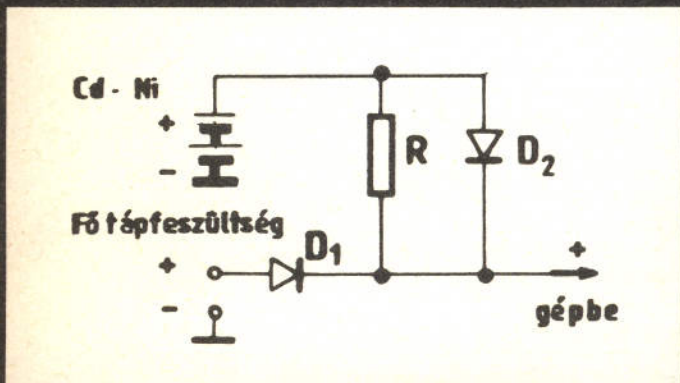 Cd - Ni
+
-
R
D2
Fő tápfeszültség
+
D1
-
+
gépbe